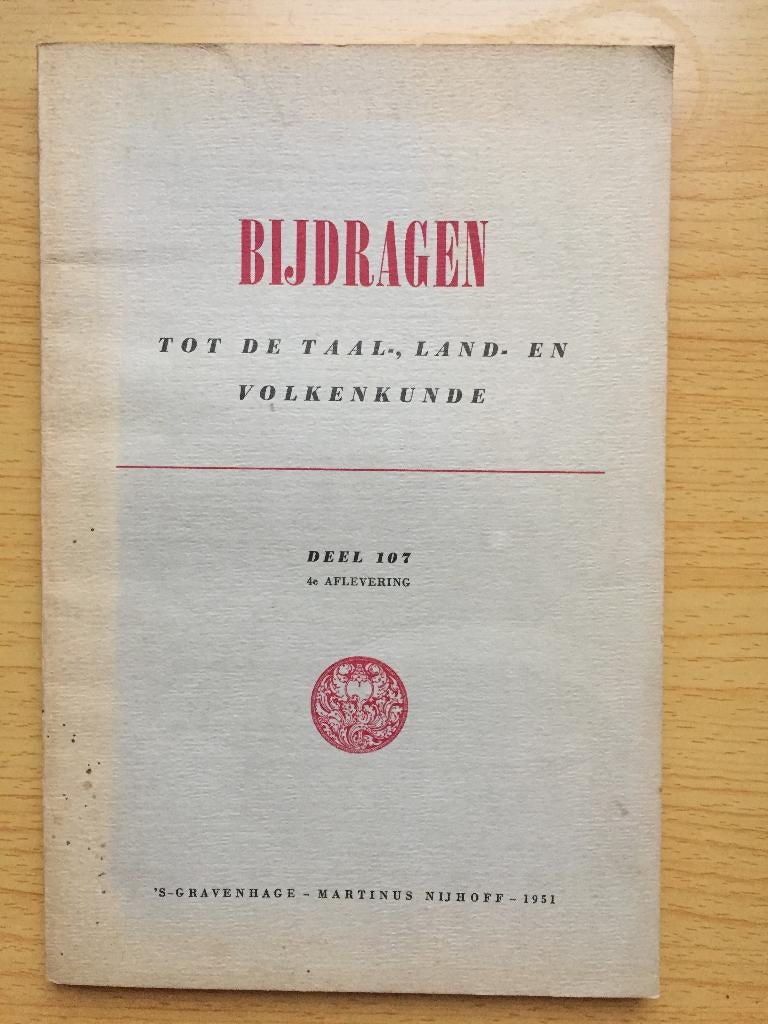 BIJDRAGEN
TOT DE TAAL-, LAND- EN
VOLKENKUNDE
DEEL 107
4e AFLEVERING
'S-GRAVENHAGE – MARTINUS NIJHOFF – 1951